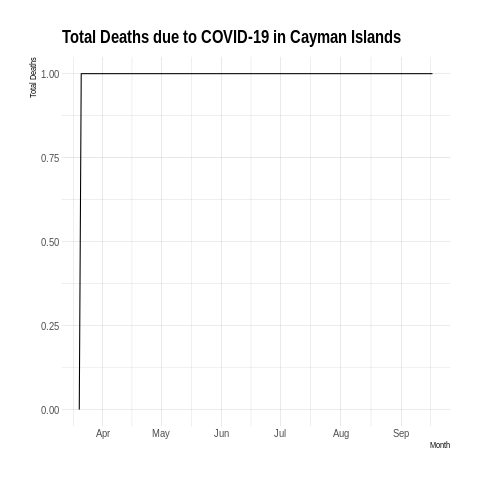 Total Deaths due to COVID-19 in Cayman Islands
Total Deaths
1.00
0.75
0.50
0.25
0.00
Apr May Jun Jul Aug Sep
Month